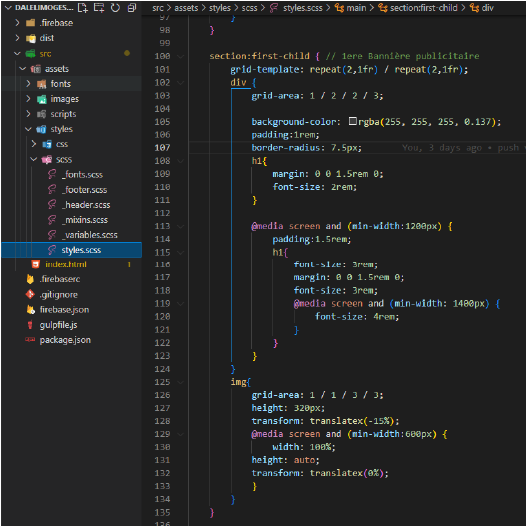 DALELIMOGES...
.firebase
dist
src
assets
fonts
images
scripts
styles
css
scss
_fonts.scss
_footer.scss
_header.scss
_mixins.scss
_variables.scss
styles.scss
index.html 1
.firebaserc
.gitignore
firebase.json
gulpfile.js
package.json
src > assets > styles > scss > styles.scss > main > section:first-child > div
97 }
98 }
99
100 section:first-child { // 1ere Bannière publicitaire
101 grid-template: repeat(2,1fr) / repeat(2,1fr);
102 div {
103 grid-area: 1 / 2 / 2 / 3;
104
105 background-color: rgba(255, 255, 255, 0.137);
106 padding:1rem;
107 border-radius: 7.5px; You, 3 days ago • push
108 h1{
109 margin: 0 0 1.5rem 0;
110 font-size: 2rem;
111 }
112
113 @media screen and (min-width:1200px) {
114 padding:1.5rem;
115 h1{
116 font-size: 3rem;
117 margin: 0 0 1.5rem 0;
118 font-size: 3rem;
119 @media screen and (min-width: 1400px) {
120 font-size: 4rem;
121 }
122 }
123 }
124 }
125 img{
126 grid-area: 1 / 1 / 3 / 3;
127 height: 320px;
128 transform: translatex(-15%);
129 @media screen and (min-width:600px) {
130 width: 100%;
131 height: auto;
132 transform: translatex(0%);
133 }
134 }
135 }